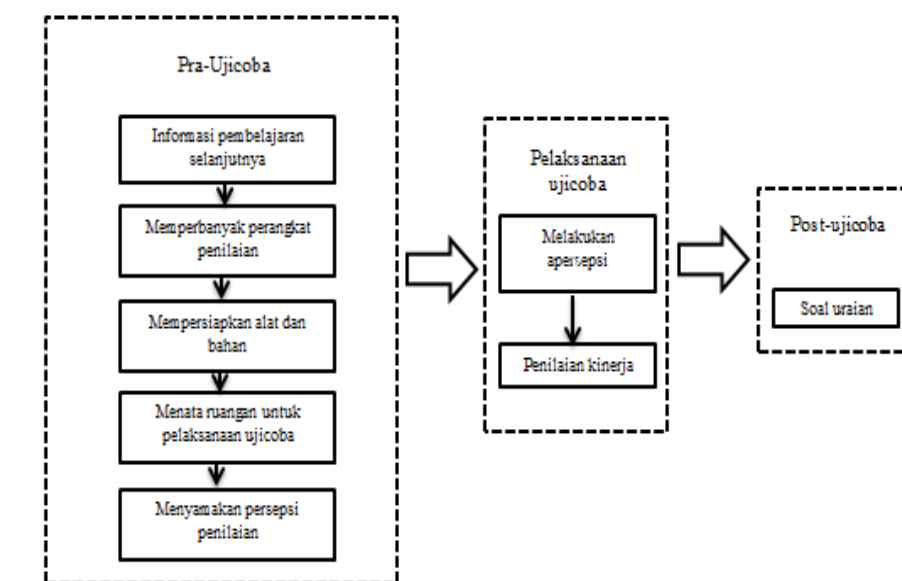 Pra-Ujicoba
Informasi pembelajaran
selanjutnya
Memperbanyak perangkat
penilaian
Mempersiapkan alat dan
bahan
Menata ruangan untuk
pelaksanaan ujicoba
Menyamakan persepsi
penilaian
Pelaksanaan
ujicoba
Melakukan
apersepsi
Penilaian kinerja
Post-ujicoba
Soal uraian